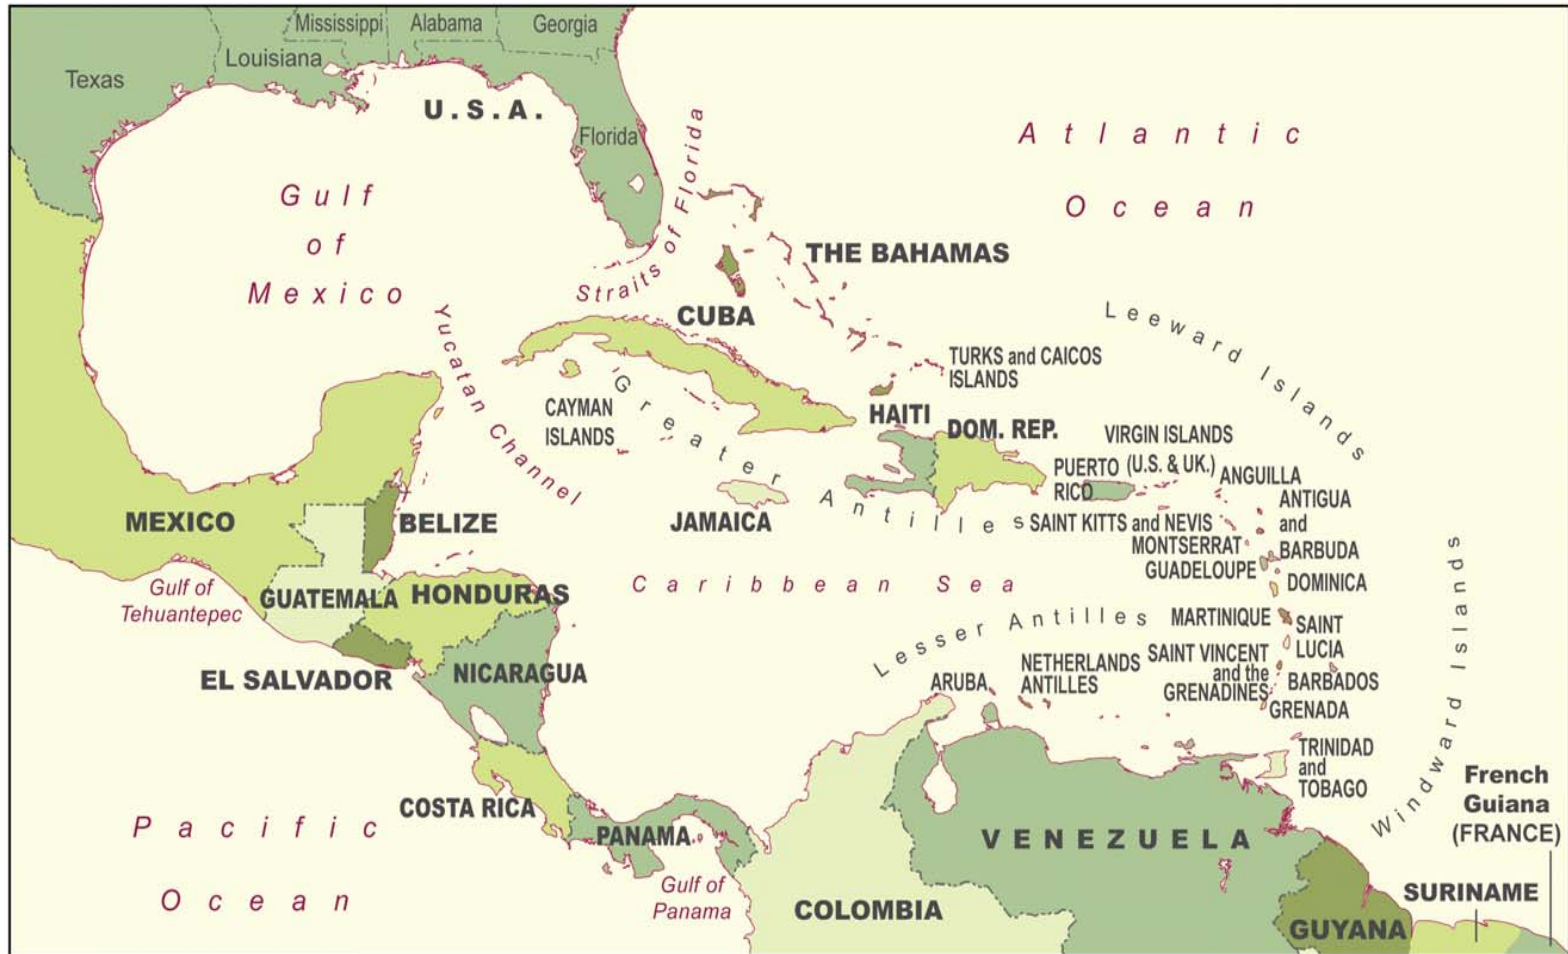 Mississippi
Alabama
Georgia
Louisiana
Texas
U.S.A.
Florida
Atlantic
Ocean
Gulf
of
Mexico
Straits of Florida
THE BAHAMAS
CUBA
Yucatan Channel
Leeward Islands
TURKS and CAICOS
ISLANDS
CAYMAN
ISLANDS
Greater Antilles
HAITI
DOM. REP.
VIRGIN ISLANDS
(U.S. & UK.)
PUERTO
RICO
ANGUILLA
ANTIGUA
and
BARBUDA
MEXICO
BELIZE
JAMAICA
SAINT KITTS and NEVIS
MONTSERRAT
GUADELOUPE
DOMINICA
Gulf of
Tehuantepec
GUATEMALA
HONDURAS
Caribbean Sea
Lesser Antilles
MARTINIQUE
SAINT
LUCIA
EL SALVADOR
NICARAGUA
ARUBA
NETHERLANDS
ANTILLES
SAINT VINCENT
and the
GRENADINES
BARBADOS
GRENADA
Windward Islands
TRINIDAD
and
TOBAGO
French
Guiana
(FRANCE)
COSTA RICA
PANAMA
Pacific
Ocean
Gulf of
Panama
VENEZUELA
COLOMBIA
SURINAME
GUYANA